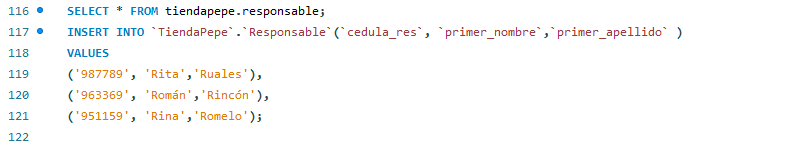 116 SELECT * FROM tiendapepe.responsable;
117 INSERT INTO `TiendaPepe`.`Responsable`(`cedula_res`, `primer_nombre`,`primer_apellido` )
118 VALUES
119 ('987789', 'Rita','Ruales'),
120 ('963369', 'Román','Rincón'),
121 ('951159', 'Rina','Romelo');
122